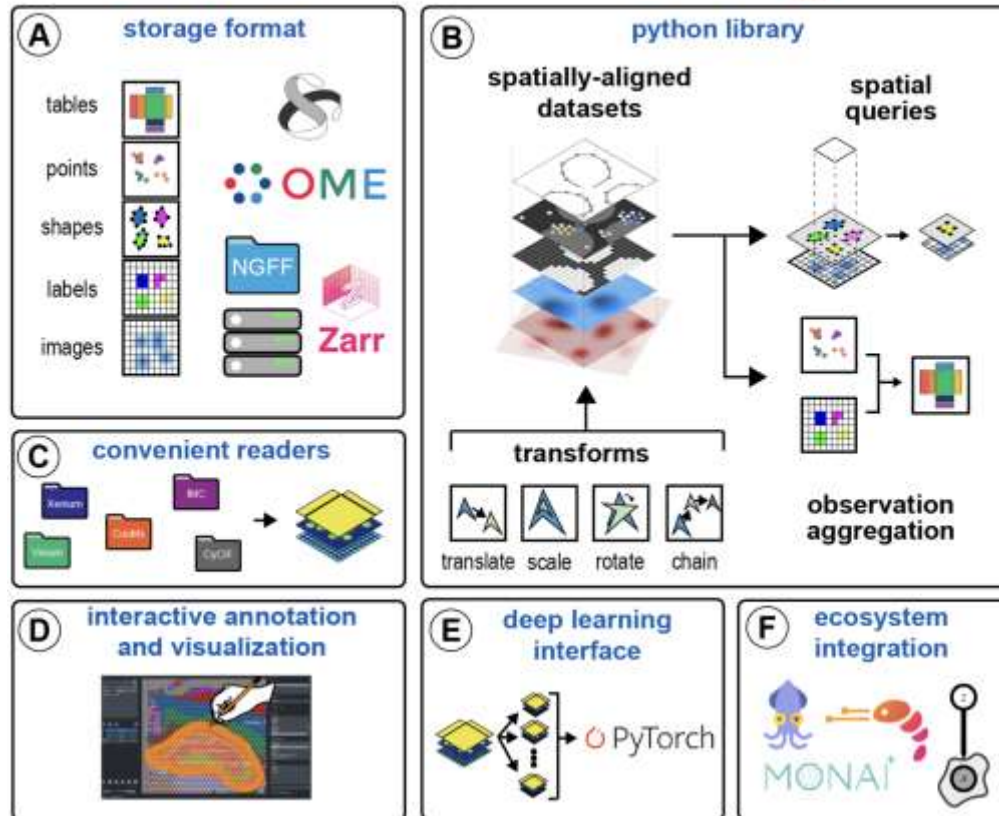 A
storage format
tables
points
shapes
labels
images
OME
NGFF
Zarr
B
python library
spatially-aligned
datasets
spatial
queries
transforms
translate
scale
rotate
chain
observation
aggregation
C
convenient readers
Xenium
IMC
CosMx
Visium
CyCIF
D
interactive annotation
and visualization
E
deep learning
interface
PyTorch
F
ecosystem
integration
MONAI